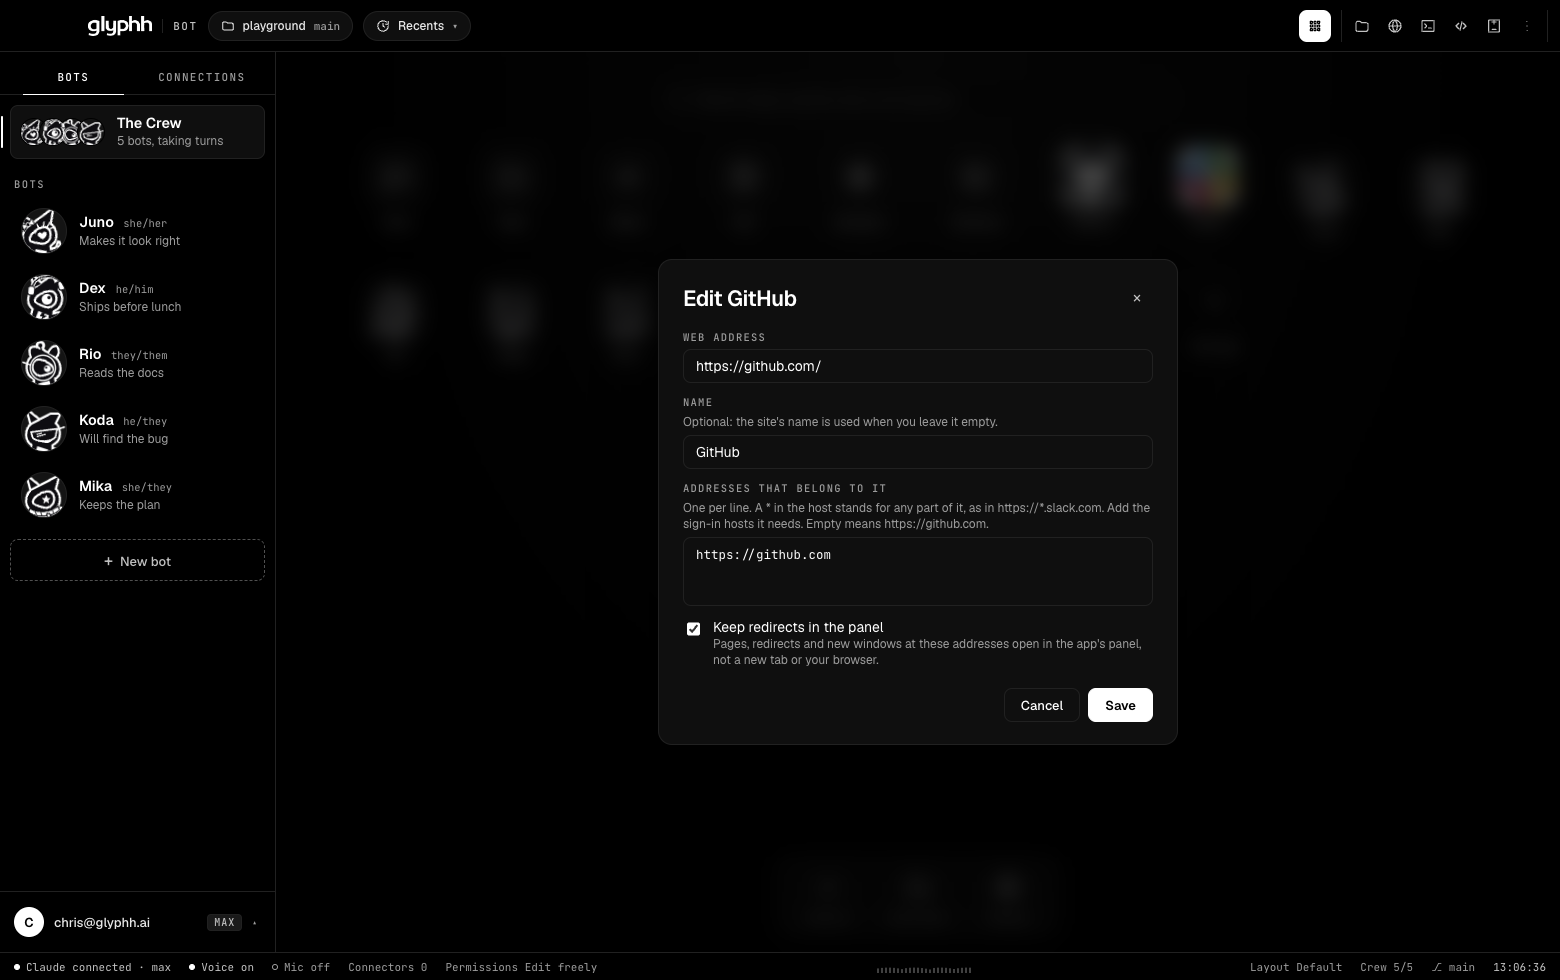 glyphh
BOT
playground main
Recents
BOTS
CONNECTIONS
The Crew
5 bots, taking turns
BOTS
Juno she/her
Makes it look right
Dex he/him
Ships before lunch
Rio they/them
Reads the docs
Koda he/they
Will find the bug
Mika she/they
Keeps the plan
+ New bot
Edit GitHub
×
WEB ADDRESS
https://github.com/
NAME
Optional: the site's name is used when you leave it empty.
GitHub
ADDRESSES THAT BELONG TO IT
One per line. A * in the host stands for any part of it, as in https://*.slack.com. Add the
sign-in hosts it needs. Empty means https://github.com.
https://github.com
Keep redirects in the panel
Pages, redirects and new windows at these addresses open in the app's panel,
not a new tab or your browser.
Cancel
Save
C
chris@glyphh.ai
MAX
Claude connected · max
Voice on
Mic off
Connectors 0
Permissions Edit freely
Layout Default
Crew 5/5
main
13:06:36